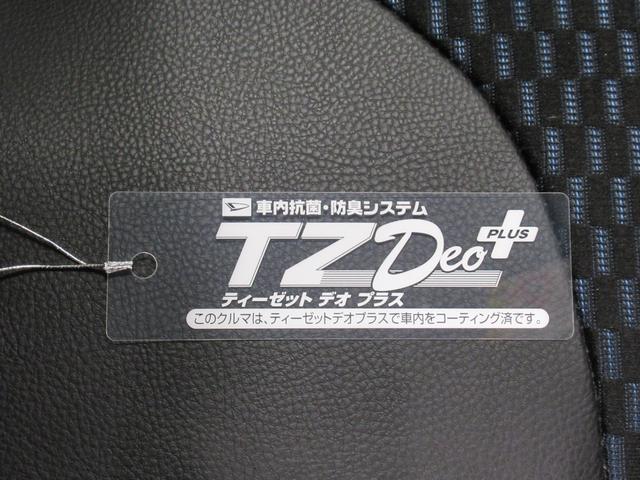 車内抗菌・防臭システム
TZ Deo PLUS
ティーゼット デオ プラス
このクルマは、ティーゼットデオプラスで車内をコーティング済です。